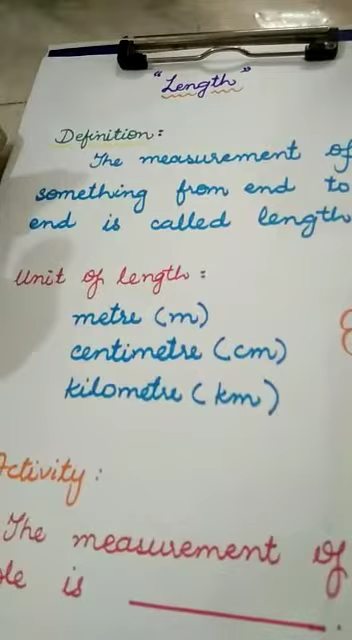 "Length"
Definition:
The measurement of
something from end to
end is called length
Unit of length:
metre (m)
centimetre (cm)
kilometre (km)
Activity:
The measurement of
is ______.